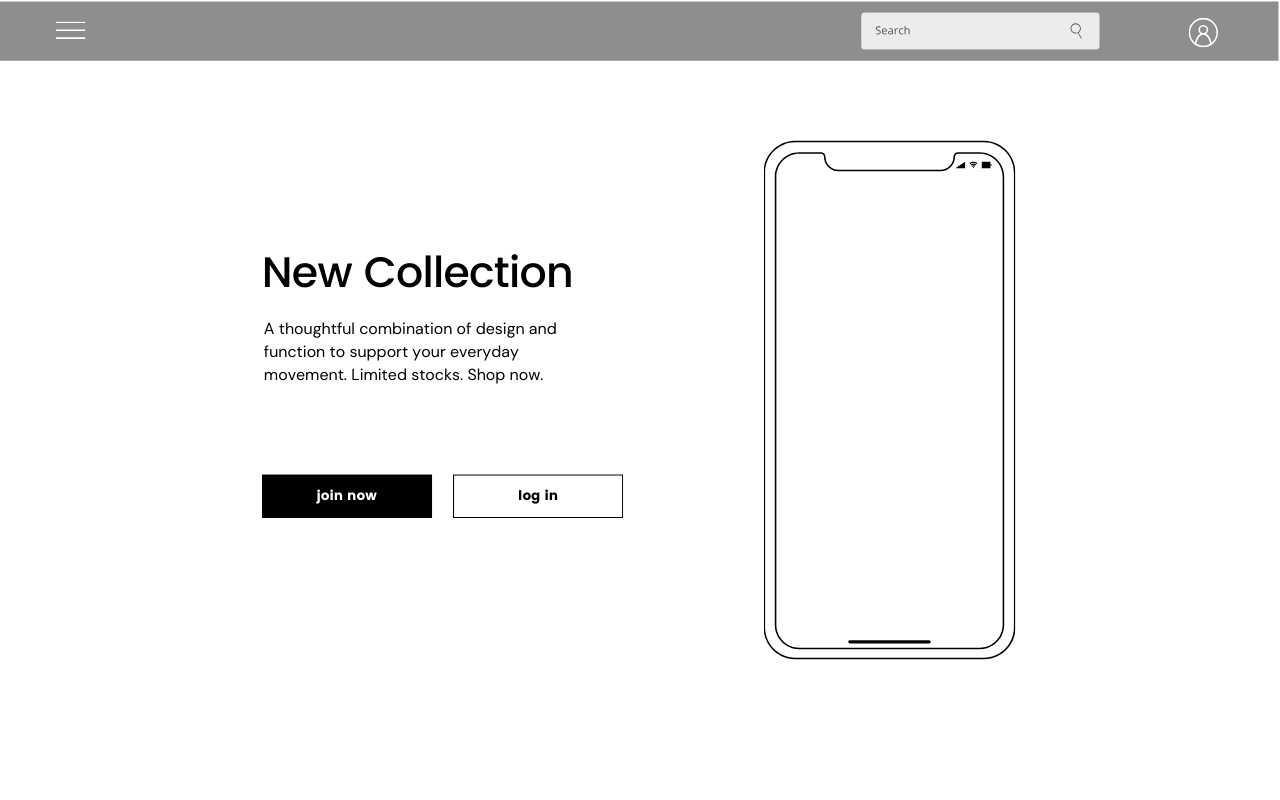 Search
New Collection
A thoughtful combination of design and
function to support your everyday
movement. Limited stocks. Shop now.
join now
log in